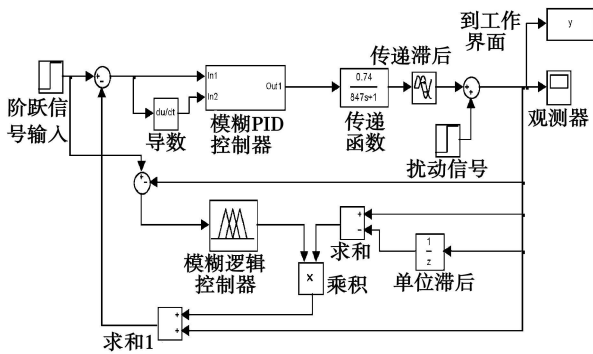 到工作
界面
y
传递滞后
In1
In2
Out1
0.74
847s+1
du/dt
阶跃信
号输入
导数
模糊PID
控制器
传递
函数
观测器
扰动信号
模糊逻辑
控制器
求和
1
z
单位滞后
x
乘积
求和1